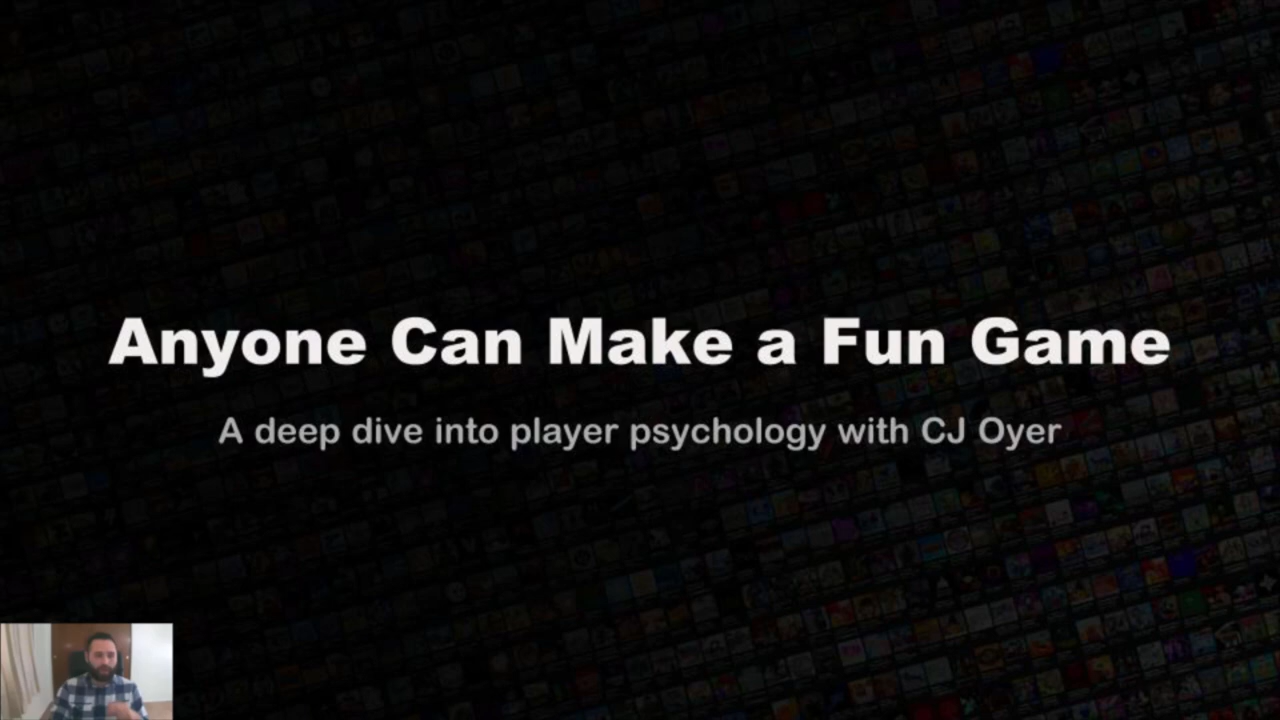 Anyone Can Make a Fun Game
A deep dive into player psychology with CJ Oyer